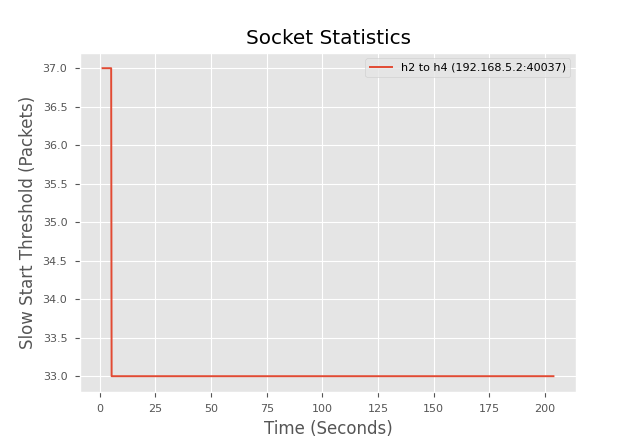 Socket Statistics
h2 to h4 (192.168.5.2:40037)
Slow Start Threshold (Packets)
37.0
36.5
36.0
35.5
35.0
34.5
34.0
33.5
33.0
0 25 50 75 100 125 150 175 200
Time (Seconds)